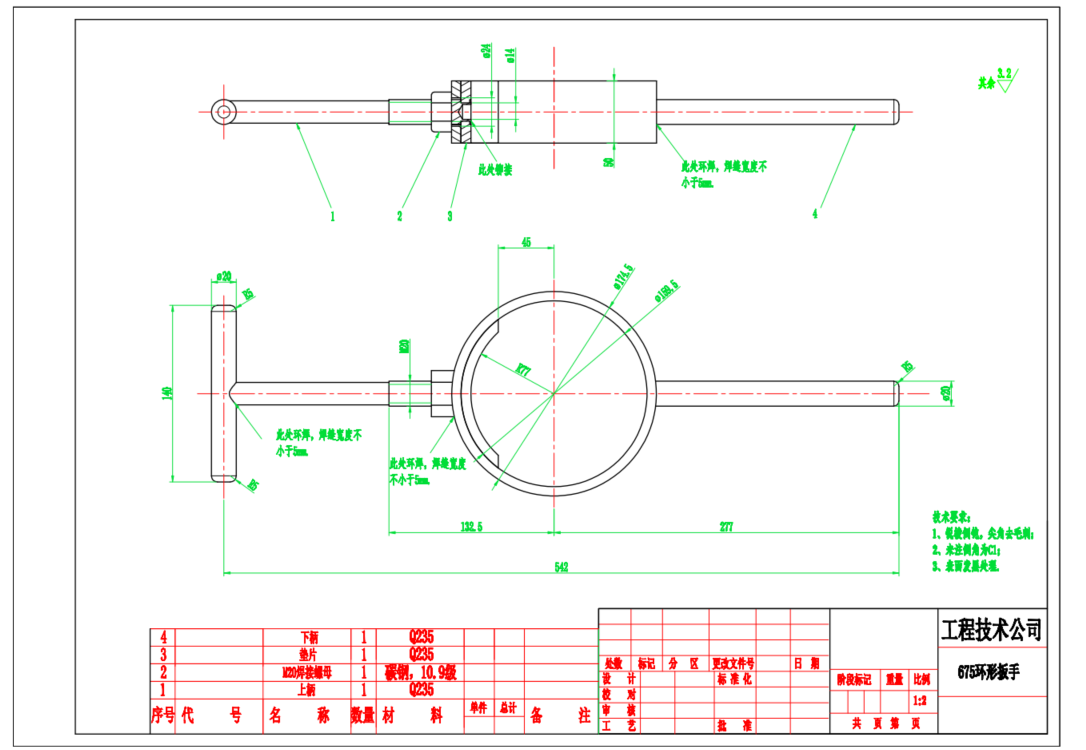 ø24
ø14
其余 3.2
50
此处铆接
此处环焊，焊缝宽度不
小于5mm.
1
2
3
4
45
ø20
R5
ø174.5
ø159.5
M20
R77
140
R5
ø20
此处环焊，焊缝宽度不
小于5mm.
此处环焊，焊缝宽度
不小于5mm.
R5
132.5
277
542
技术要求：
1、锐棱倒钝，尖角去毛刺；
2、未注倒角为C1；
3、表面发黑处理.
4 下柄 1 Q235
3 垫片 1 Q235
2 M20焊接螺母 1 碳钢，10.9级
1 上柄 1 Q235
序号 代 号 名 称 数量 材 料 单件 总计 备 注
处数 标记 分 区 更改文件号 日 期
设 计 标 准 化
校 对
审 核
工 艺 批 准
阶段标记 重量 比例
1:2
共 页 第 页
工程技术公司
675环形扳手